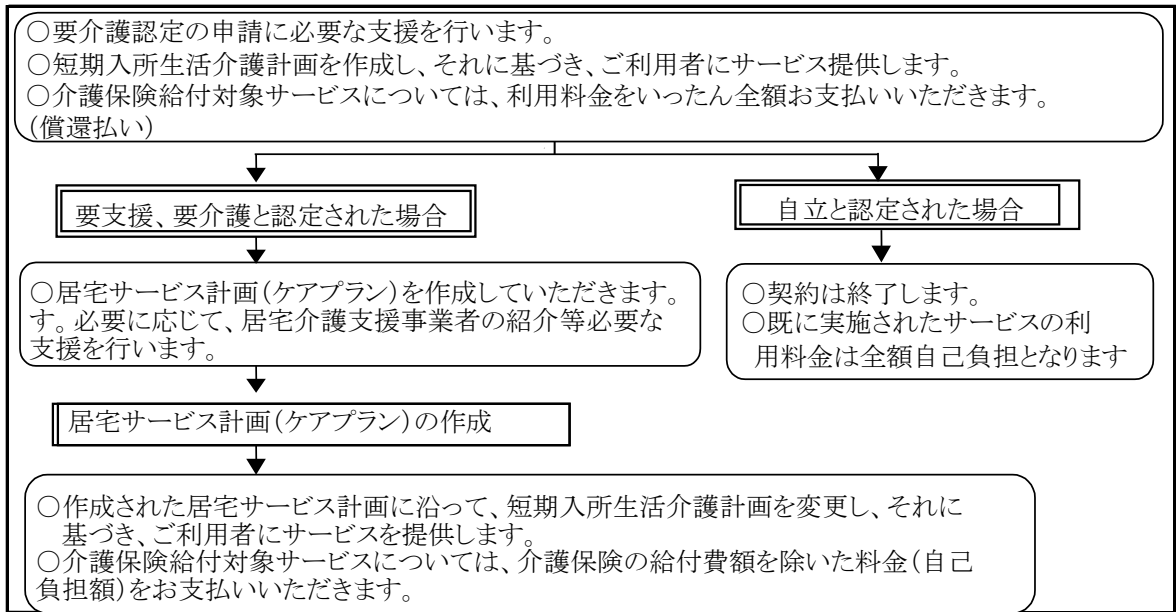 ○要介護認定の申請に必要な支援を行います。
○短期入所生活介護計画を作成し、それに基づき、ご利用者にサービス提供します。
○介護保険給付対象サービスについては、利用料金をいったん全額お支払いいただきます。
(償還払い)
要支援、要介護と認定された場合
自立と認定された場合
○居宅サービス計画(ケアプラン)を作成していただきます。
す。必要に応じて、居宅介護支援事業者の紹介等必要な
支援を行います。
○契約は終了します。
○既に実施されたサービスの利
用料金は全額自己負担となります
居宅サービス計画(ケアプラン)の作成
○作成された居宅サービス計画に沿って、短期入所生活介護計画を変更し、それに
基づき、ご利用者にサービスを提供します。
○介護保険給付対象サービスについては、介護保険の給付費額を除いた料金(自己
負担額)をお支払いいただきます。